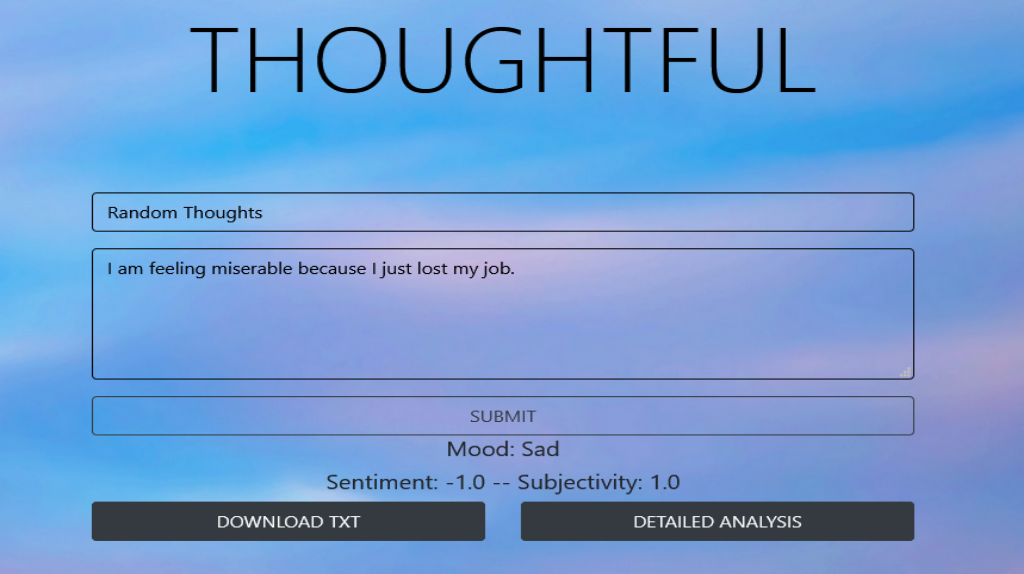 THOUGHTFUL
Random Thoughts
I am feeling miserable because I just lost my job.
SUBMIT
Mood: Sad
Sentiment: -1.0 -- Subjectivity: 1.0
DOWNLOAD TXT
DETAILED ANALYSIS